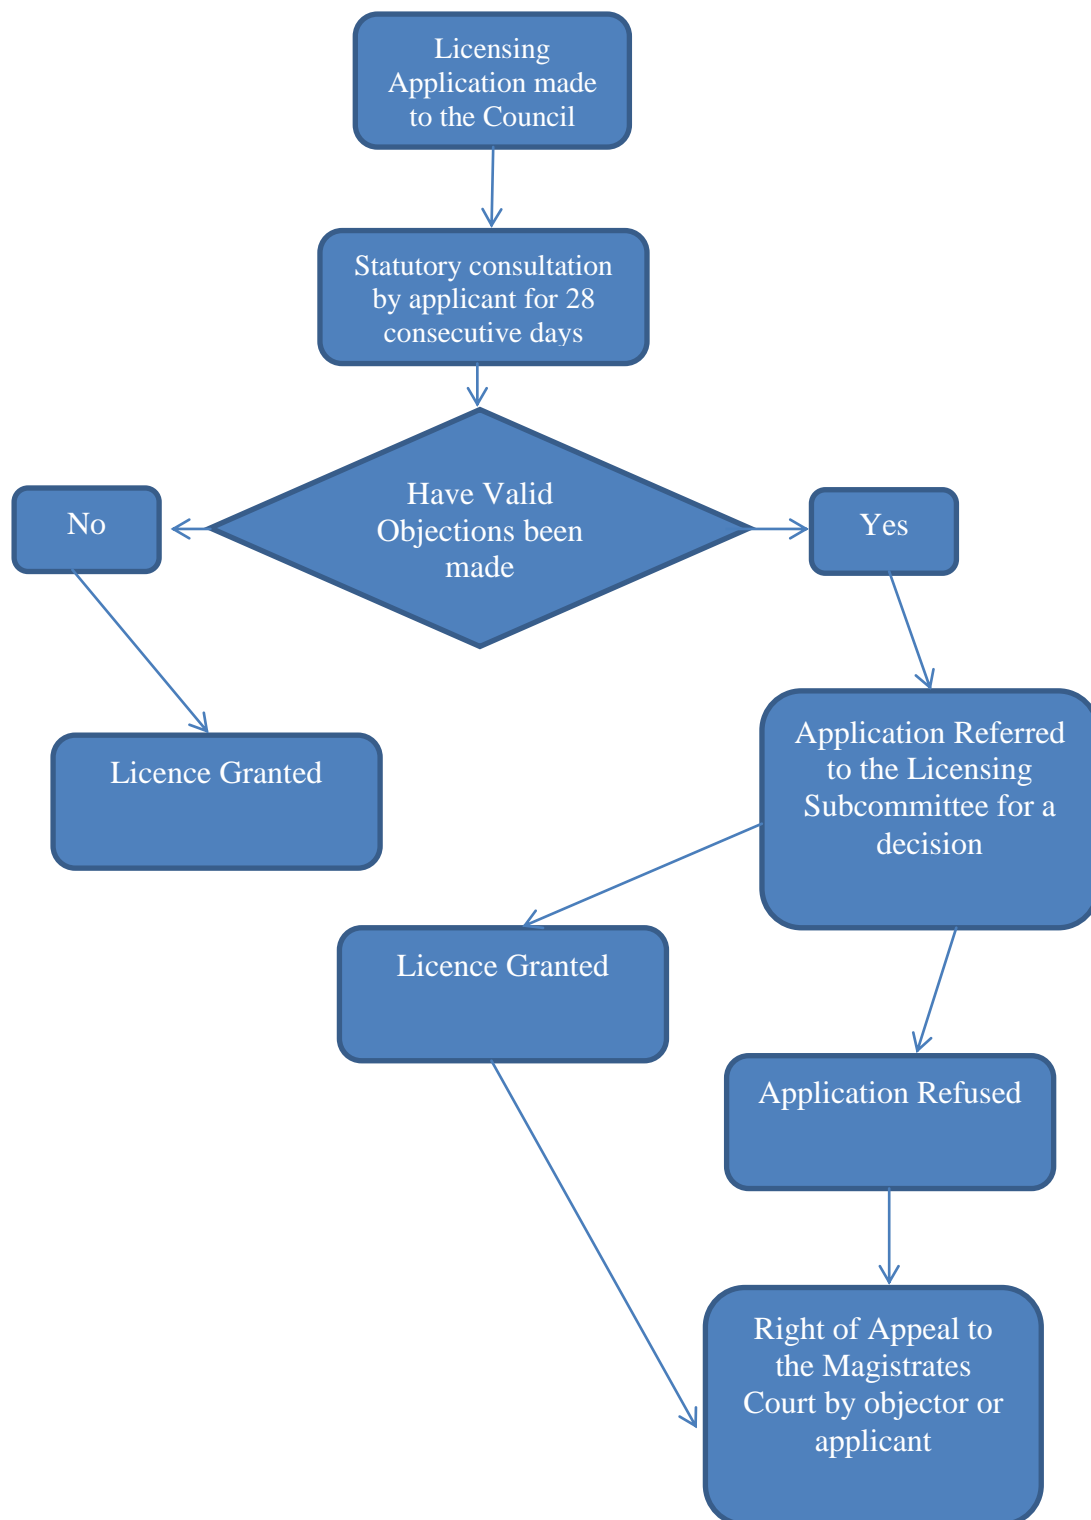 Licensing
Application made
to the Council
Statutory consultation
by applicant for 28
consecutive days
Have Valid
Objections been
made
No
Yes
Licence Granted
Application Referred
to the Licensing
Subcommittee for a
decision
Licence Granted
Application Refused
Right of Appeal to
the Magistrates
Court by objector or
applicant